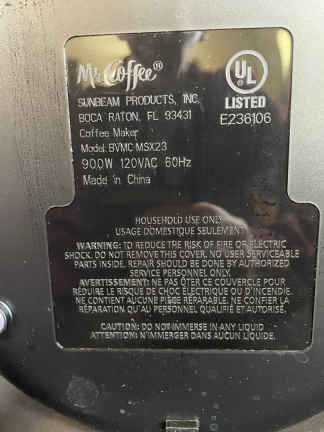 Mr. Coffee®
SUNBEAM PRODUCTS, INC.
BOCA RATON, FL 33431
Coffee Maker
Model: BVMC-MSX23
900W 120VAC 60Hz
Made in China
UL
LISTED
E236106
HOUSEHOLD USE ONLY
USAGE DOMESTIQUE SEULEMENT
WARNING: TO REDUCE THE RISK OF FIRE OR ELECTRIC
SHOCK, DO NOT REMOVE THIS COVER. NO USER SERVICEABLE
PARTS INSIDE. REPAIR SHOULD BE DONE BY AUTHORIZED
SERVICE PERSONNEL ONLY.
AVERTISSEMENT: NE PAS ÔTER CE COUVERCLE POUR
RÉDUIRE LE RISQUE DE CHOC ÉLECTRIQUE OU D'INCENDIE.
NE CONTIENT AUCUNE PIÈCE RÉPARABLE. NE CONFIER LA
RÉPARATION QU'AU PERSONNEL QUALIFIÉ ET AUTORISÉ.
CAUTION: DO NOT IMMERSE IN ANY LIQUID
ATTENTION: N'IMMERGER DANS AUCUN LIQUIDE.